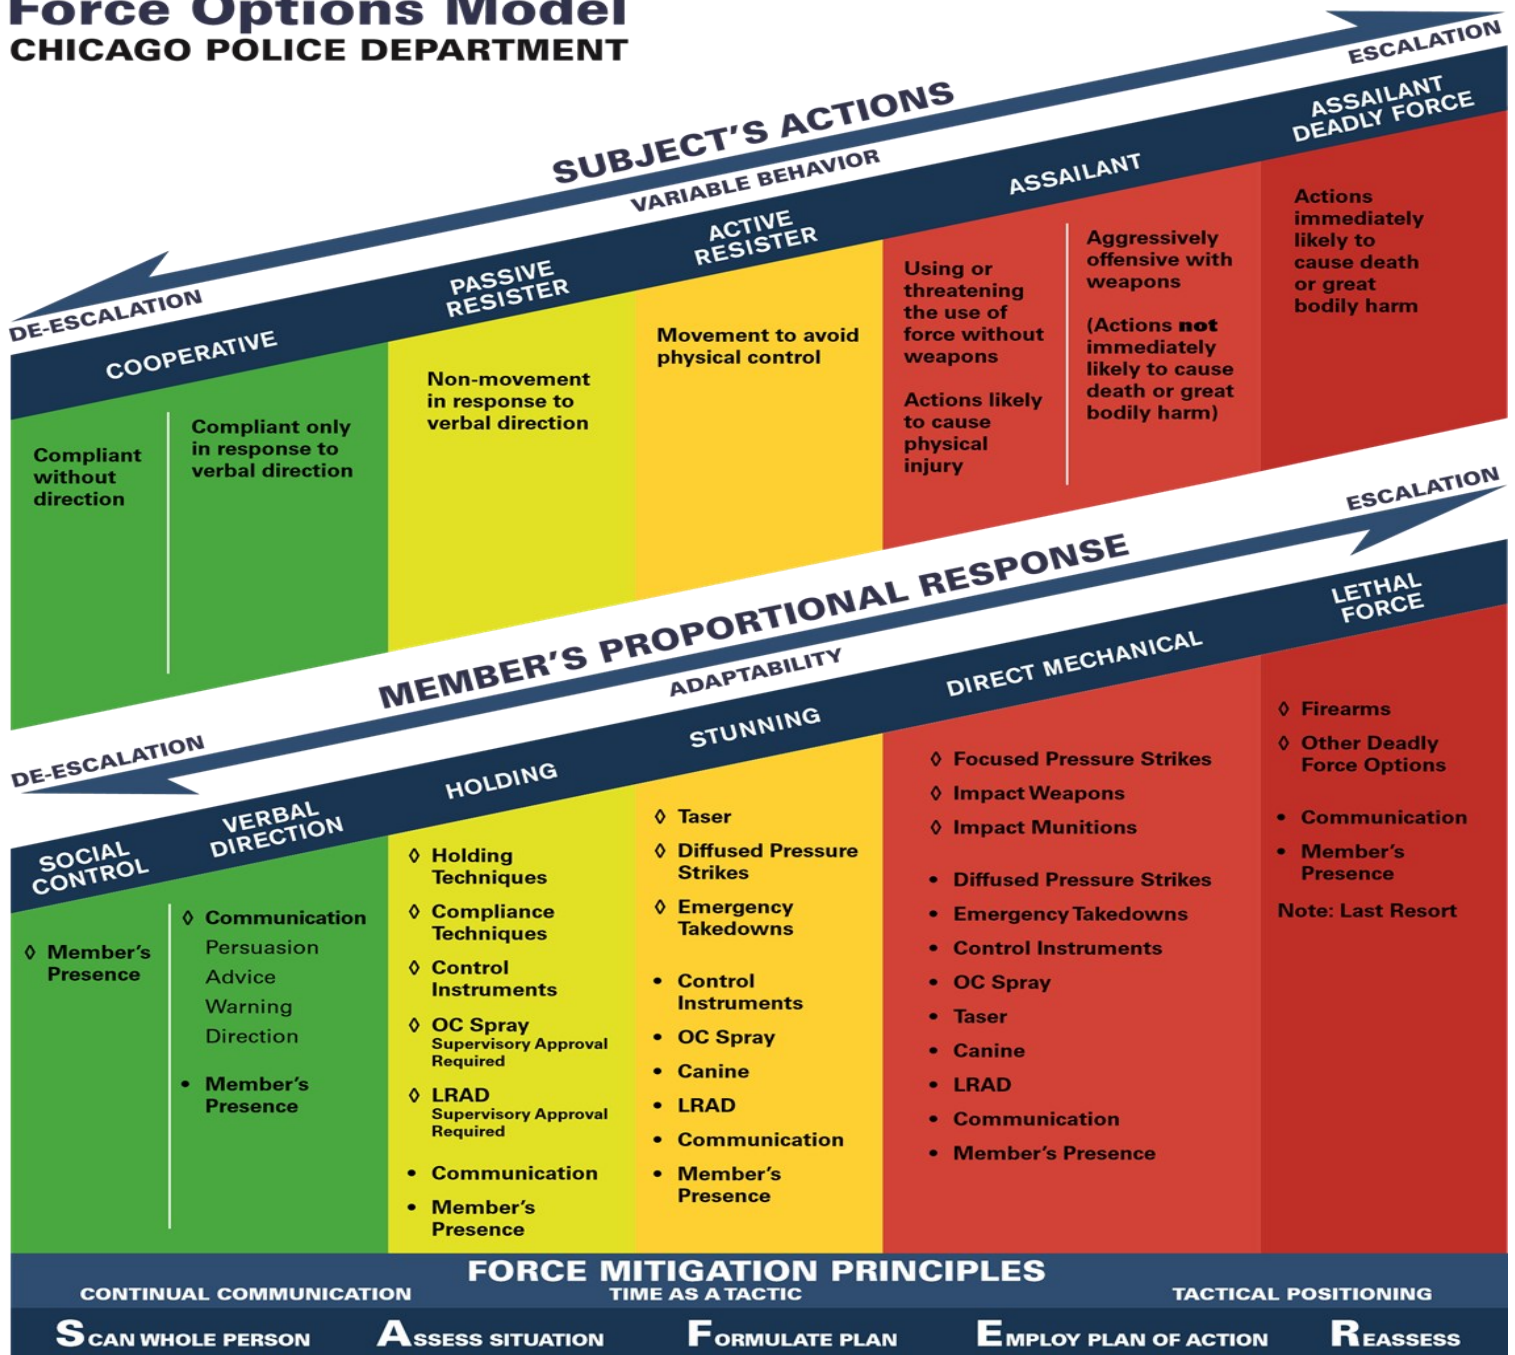 Force Options Model
CHICAGO POLICE DEPARTMENT
SUBJECT'S ACTIONS
ESCALATION
VARIABLE BEHAVIOR
DE-ESCALATION
COOPERATIVE
Compliant
without
direction
Compliant only
in response to
verbal direction
PASSIVE
RESISTER
Non-movement
in response to
verbal direction
ACTIVE
RESISTER
Movement to avoid
physical control
ASSAILANT
Using or
threatening
the use of
force without
weapons
Actions likely
to cause
physical
injury
Aggressively
offensive with
weapons
(Actions not
immediately
likely to cause
death or great
bodily harm)
ASSAILANT
DEADLY FORCE
Actions
immediately
likely to
cause death
or great
bodily harm
MEMBER'S PROPORTIONAL RESPONSE
ESCALATION
ADAPTABILITY
DE-ESCALATION
SOCIAL
CONTROL
◊ Member's
Presence
VERBAL
DIRECTION
◊ Communication
Persuasion
Advice
Warning
Direction
• Member's
Presence
HOLDING
◊ Holding
Techniques
◊ Compliance
Techniques
◊ Control
Instruments
◊ OC Spray
Supervisory Approval
Required
◊ LRAD
Supervisory Approval
Required
• Communication
• Member's
Presence
STUNNING
◊ Taser
◊ Diffused Pressure
Strikes
◊ Emergency
Takedowns
• Control
Instruments
• OC Spray
• Canine
• LRAD
• Communication
• Member's
Presence
DIRECT MECHANICAL
◊ Focused Pressure Strikes
◊ Impact Weapons
◊ Impact Munitions
• Diffused Pressure Strikes
• Emergency Takedowns
• Control Instruments
• OC Spray
• Taser
• Canine
• LRAD
• Communication
• Member's Presence
LETHAL
FORCE
◊ Firearms
◊ Other Deadly
Force Options
• Communication
• Member's
Presence
Note: Last Resort
FORCE MITIGATION PRINCIPLES
CONTINUAL COMMUNICATION TIME AS A TACTIC TACTICAL POSITIONING
SCAN WHOLE PERSON ASSESS SITUATION FORMULATE PLAN EMPLOY PLAN OF ACTION REASSESS